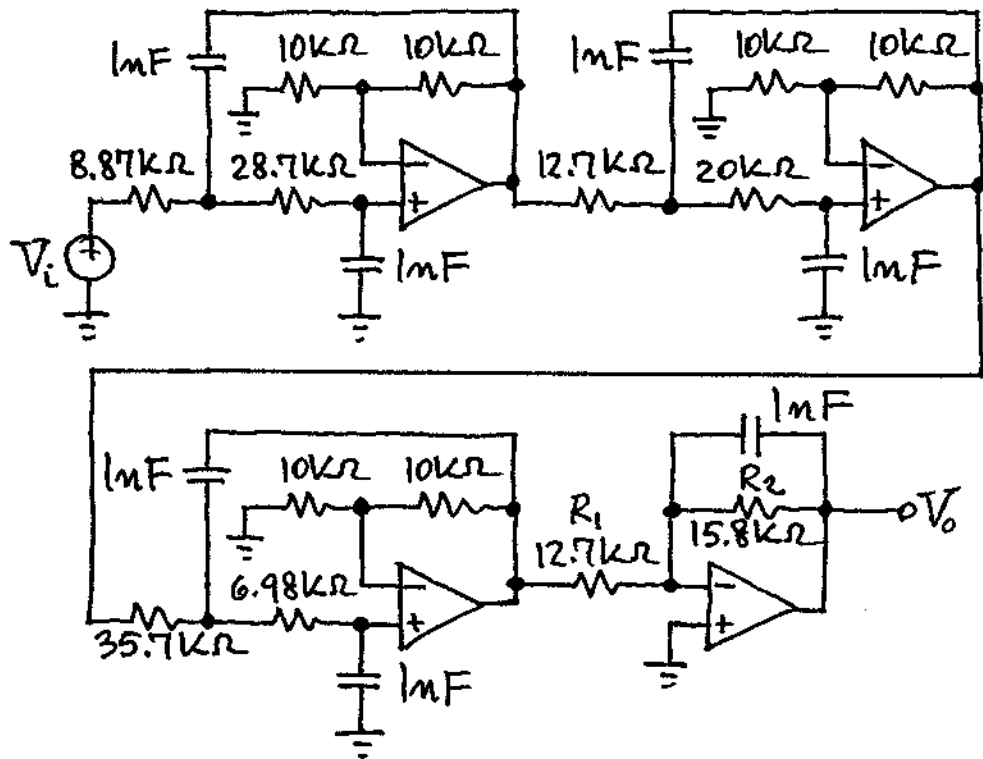 1nF 10kΩ 10kΩ 1nF 10kΩ 10kΩ
8.87kΩ 28.7kΩ - + 12.7kΩ 20kΩ - +
Vi + 1nF 1nF
1nF 10kΩ 10kΩ 1nF
R1 R2 Vo
35.7kΩ 6.98kΩ - + 12.7kΩ 15.8kΩ - +
1nF